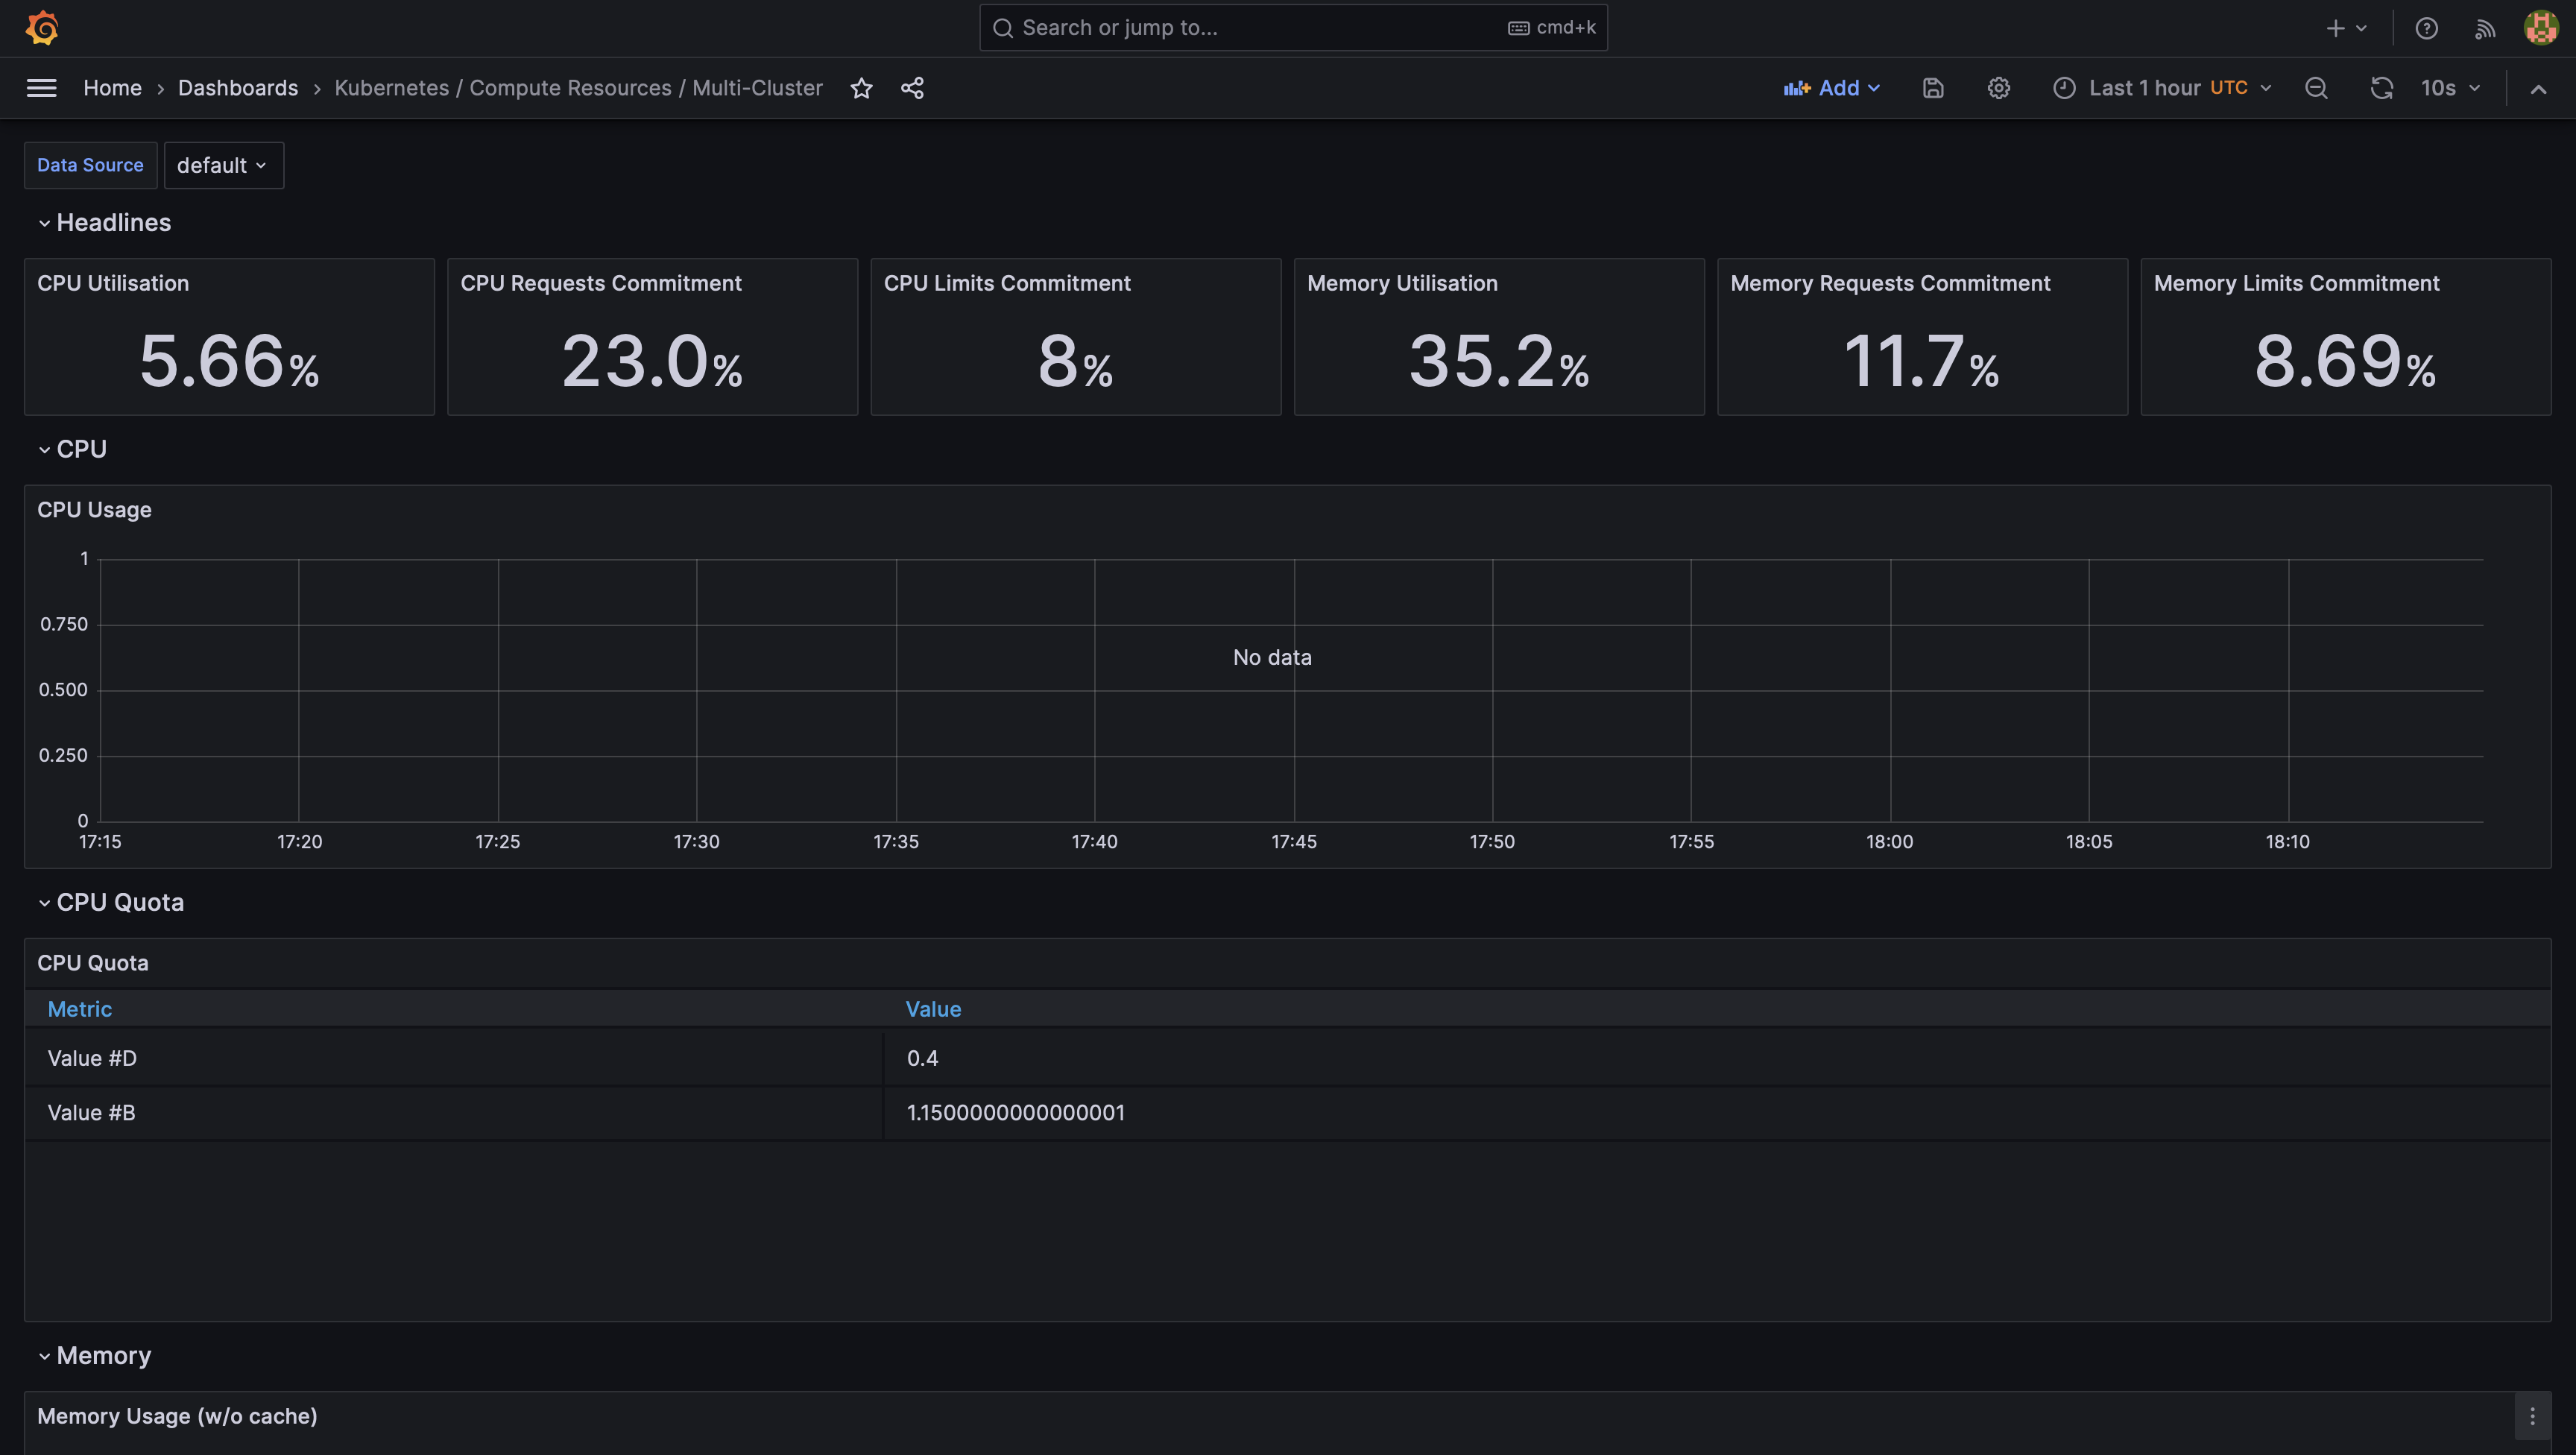 Search or jump to...
cmd+k
Home
Dashboards
Kubernetes / Compute Resources / Multi-Cluster
Add
Last 1 hour UTC
10s
Data Source
default
Headlines
CPU Utilisation
5.66%
CPU Requests Commitment
23.0%
CPU Limits Commitment
8%
Memory Utilisation
35.2%
Memory Requests Commitment
11.7%
Memory Limits Commitment
8.69%
CPU
CPU Usage
1
0.750
0.500
0.250
0
No data
17:15
17:20
17:25
17:30
17:35
17:40
17:45
17:50
17:55
18:00
18:05
18:10
CPU Quota
CPU Quota
Metric
Value
Value #D
0.4
Value #B
1.1500000000000001
Memory
Memory Usage (w/o cache)